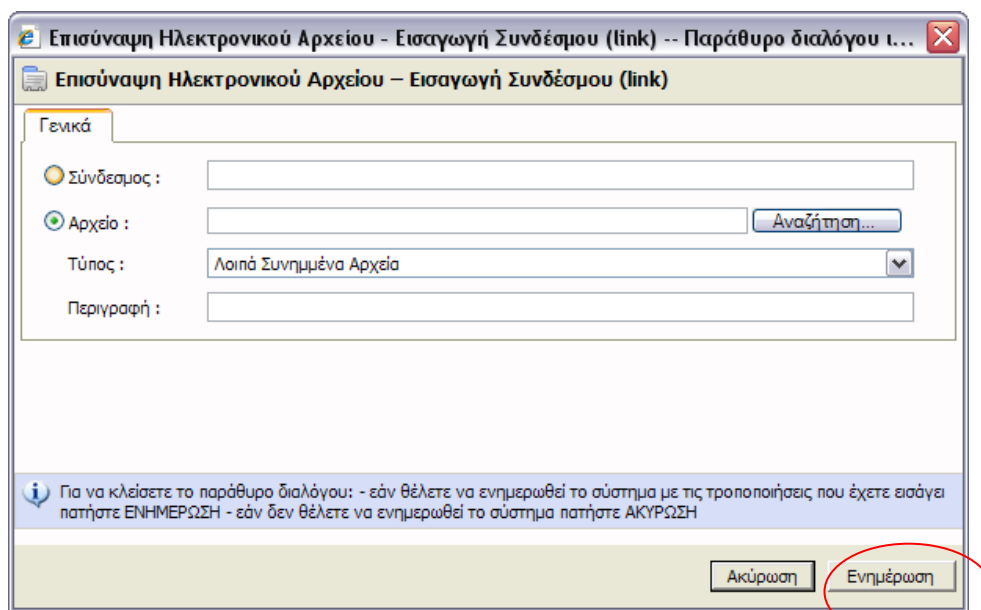 Επισύναψη Ηλεκτρονικού Αρχείου - Εισαγωγή Συνδέσμου (link) -- Παράθυρο διαλόγου ι...
Επισύναψη Ηλεκτρονικού Αρχείου – Εισαγωγή Συνδέσμου (link)
Γενικά
Σύνδεσμος :
Αρχείο : Αναζήτηση...
Τύπος : Λοιπά Συνημμένα Αρχεία
Περιγραφή :
Για να κλείσετε το παράθυρο διαλόγου: - εάν θέλετε να ενημερωθεί το σύστημα με τις τροποποιήσεις που έχετε εισάγει
πατήστε ΕΝΗΜΕΡΩΣΗ - εάν δεν θέλετε να ενημερωθεί το σύστημα πατήστε ΑΚΥΡΩΣΗ
Ακύρωση Ενημέρωση